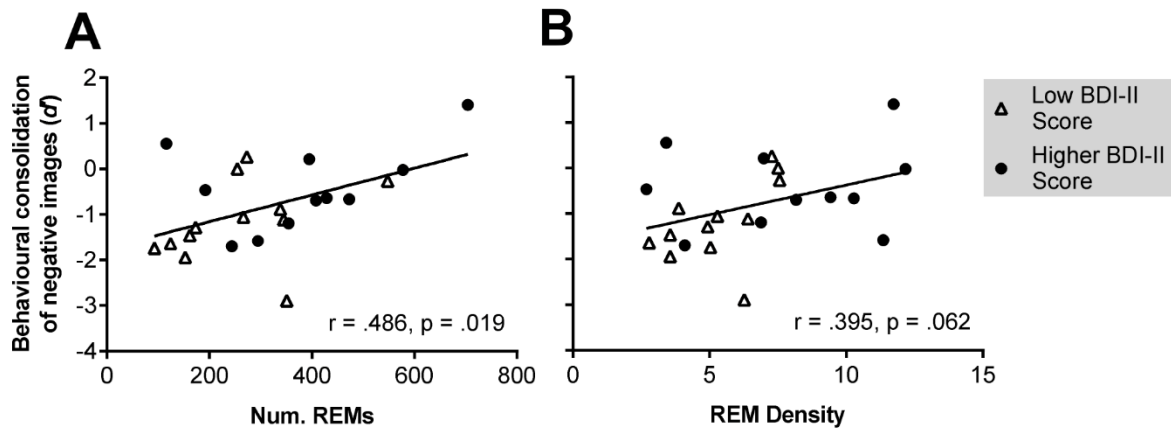 A
B
Behavioural consolidation
of negative images (d')
2
1
0
-1
-2
-3
-4
0
200
400
600
800
Num. REMs
r = .486, p = .019
0
5
10
15
REM Density
r = .395, p = .062
Low BDI-II
Score
Higher BDI-II
Score